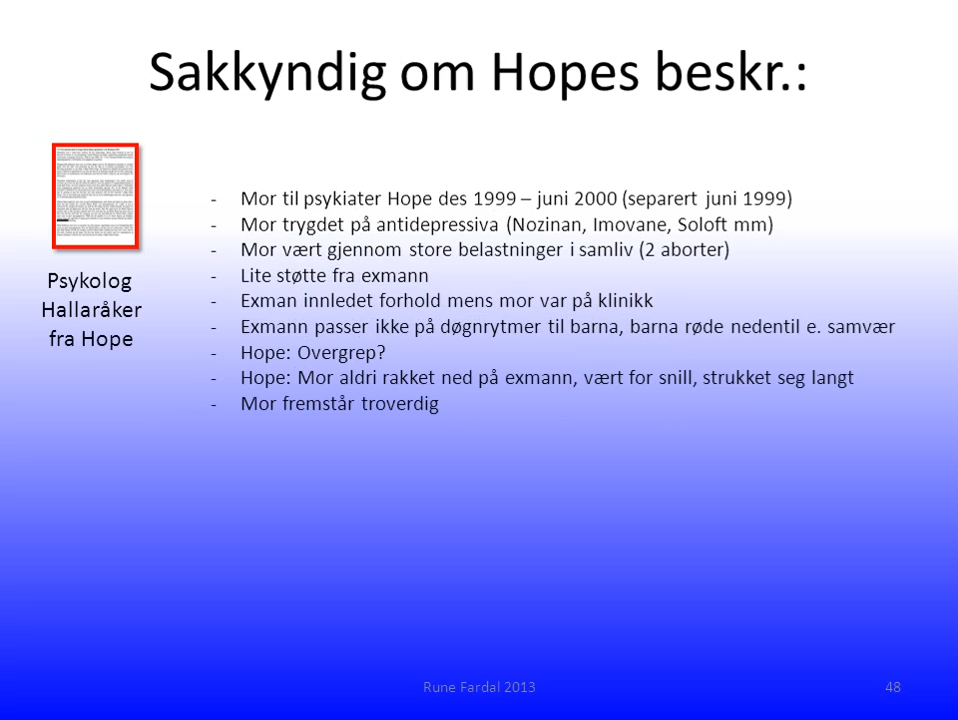 Sakkyndig om Hopes beskr.:
Psykolog
Hallaråker
fra Hope
- Mor til psykiater Hope des 1999 – juni 2000 (separert juni 1999)
- Mor trygdet på antidepressiva (Nozinan, Imovane, Soloft mm)
- Mor vært gjennom store belastninger i samliv (2 aborter)
- Lite støtte fra exmann
- Exman innledet forhold mens mor var på klinikk
- Exmann passer ikke på døgnrytmer til barna, barna røde nedentil e. samvær
- Hope: Overgrep?
- Hope: Mor aldri rakket ned på exmann, vært for snill, strukket seg langt
- Mor fremstår troverdig
Rune Fardal 2013
48